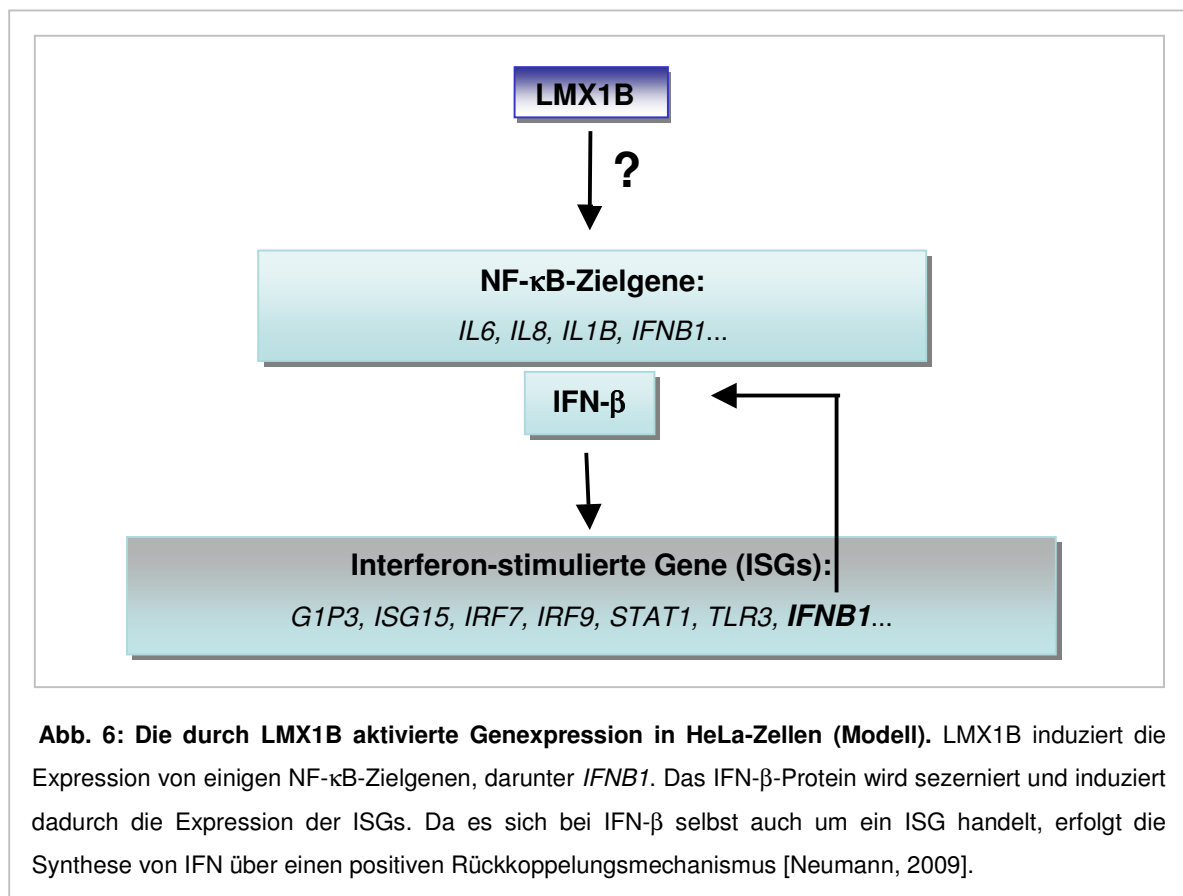 LMX1B
?
NF-κB-Zielgene:
IL6, IL8, IL1B, IFNB1...
IFN-β
Interferon-stimulierte Gene (ISGs):
G1P3, ISG15, IRF7, IRF9, STAT1, TLR3, IFNB1...
Abb. 6: Die durch LMX1B aktivierte Genexpression in HeLa-Zellen (Modell). LMX1B induziert die
Expression von einigen NF-κB-Zielgenen, darunter IFNB1. Das IFN-β-Protein wird sezerniert und induziert
dadurch die Expression der ISGs. Da es sich bei IFN-β selbst auch um ein ISG handelt, erfolgt die
Synthese von IFN über einen positiven Rückkoppelungsmechanismus [Neumann, 2009].